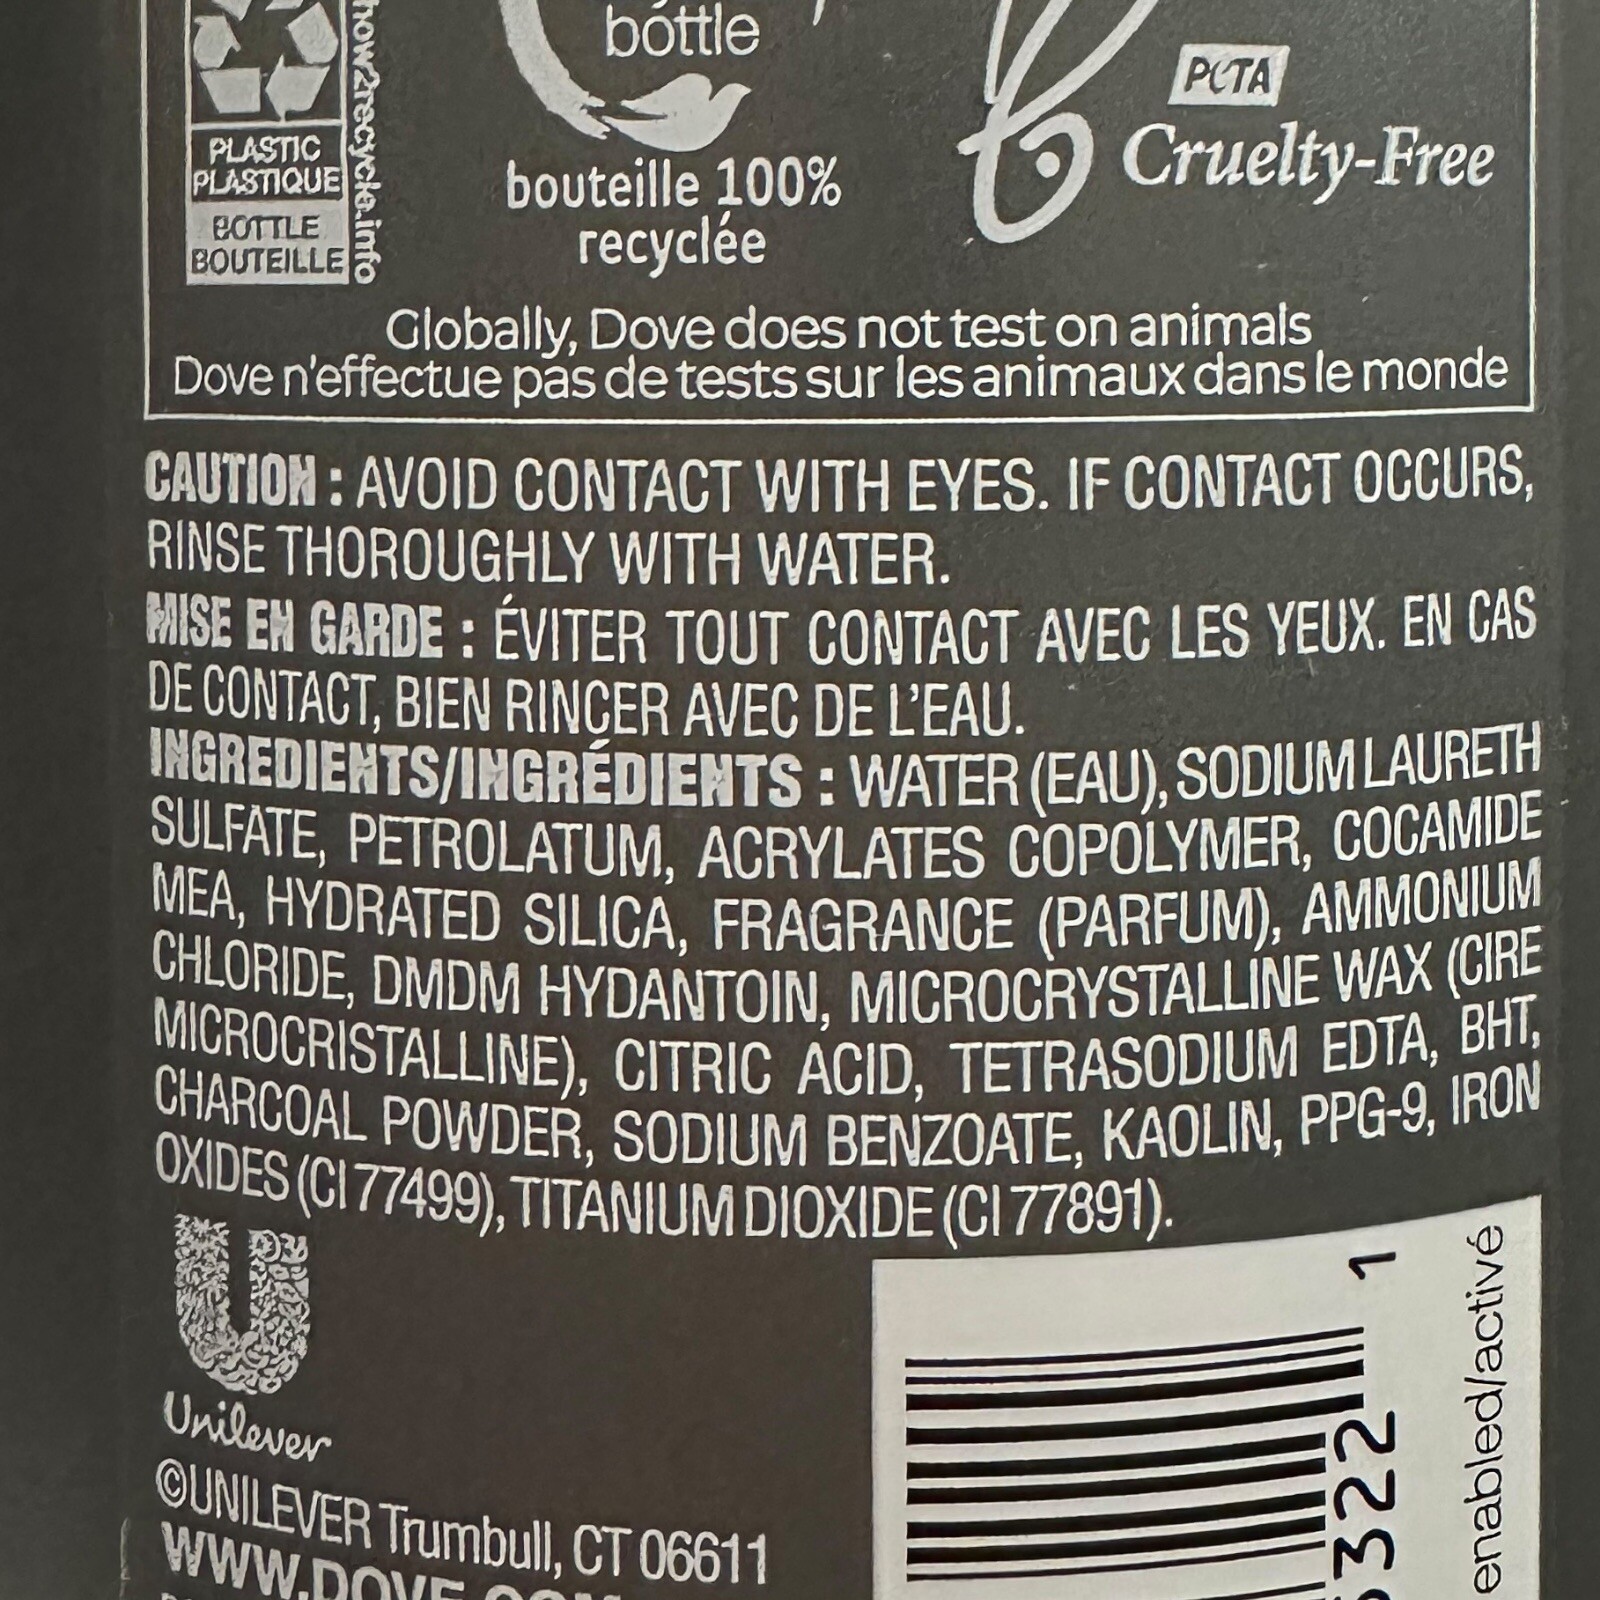 bottle
PETA
Cruelty-Free
PLASTIC
PLASTIQUE
BOTTLE
BOUTEILLE
how2recycle.info
bouteille 100%
recyclée
Globally, Dove does not test on animals
Dove n'effectue pas de tests sur les animaux dans le monde
CAUTION : AVOID CONTACT WITH EYES. IF CONTACT OCCURS,
RINSE THOROUGHLY WITH WATER.
MISE EN GARDE : ÉVITER TOUT CONTACT AVEC LES YEUX. EN CAS
DE CONTACT, BIEN RINCER AVEC DE L'EAU.
INGREDIENTS/INGRÉDIENTS : WATER (EAU), SODIUM LAURETH
SULFATE, PETROLATUM, ACRYLATES COPOLYMER, COCAMIDE
MEA, HYDRATED SILICA, FRAGRANCE (PARFUM), AMMONIUM
CHLORIDE, DMDM HYDANTOIN, MICROCRYSTALLINE WAX (CIRE
MICROCRISTALLINE), CITRIC ACID, TETRASODIUM EDTA, BHT,
CHARCOAL POWDER, SODIUM BENZOATE, KAOLIN, PPG-9, IRON
OXIDES (CI 77499), TITANIUM DIOXIDE (CI 77891).
Unilever
©UNILEVER Trumbull, CT 06611
WWW.DOVE.COM
322 1
enabled/activé